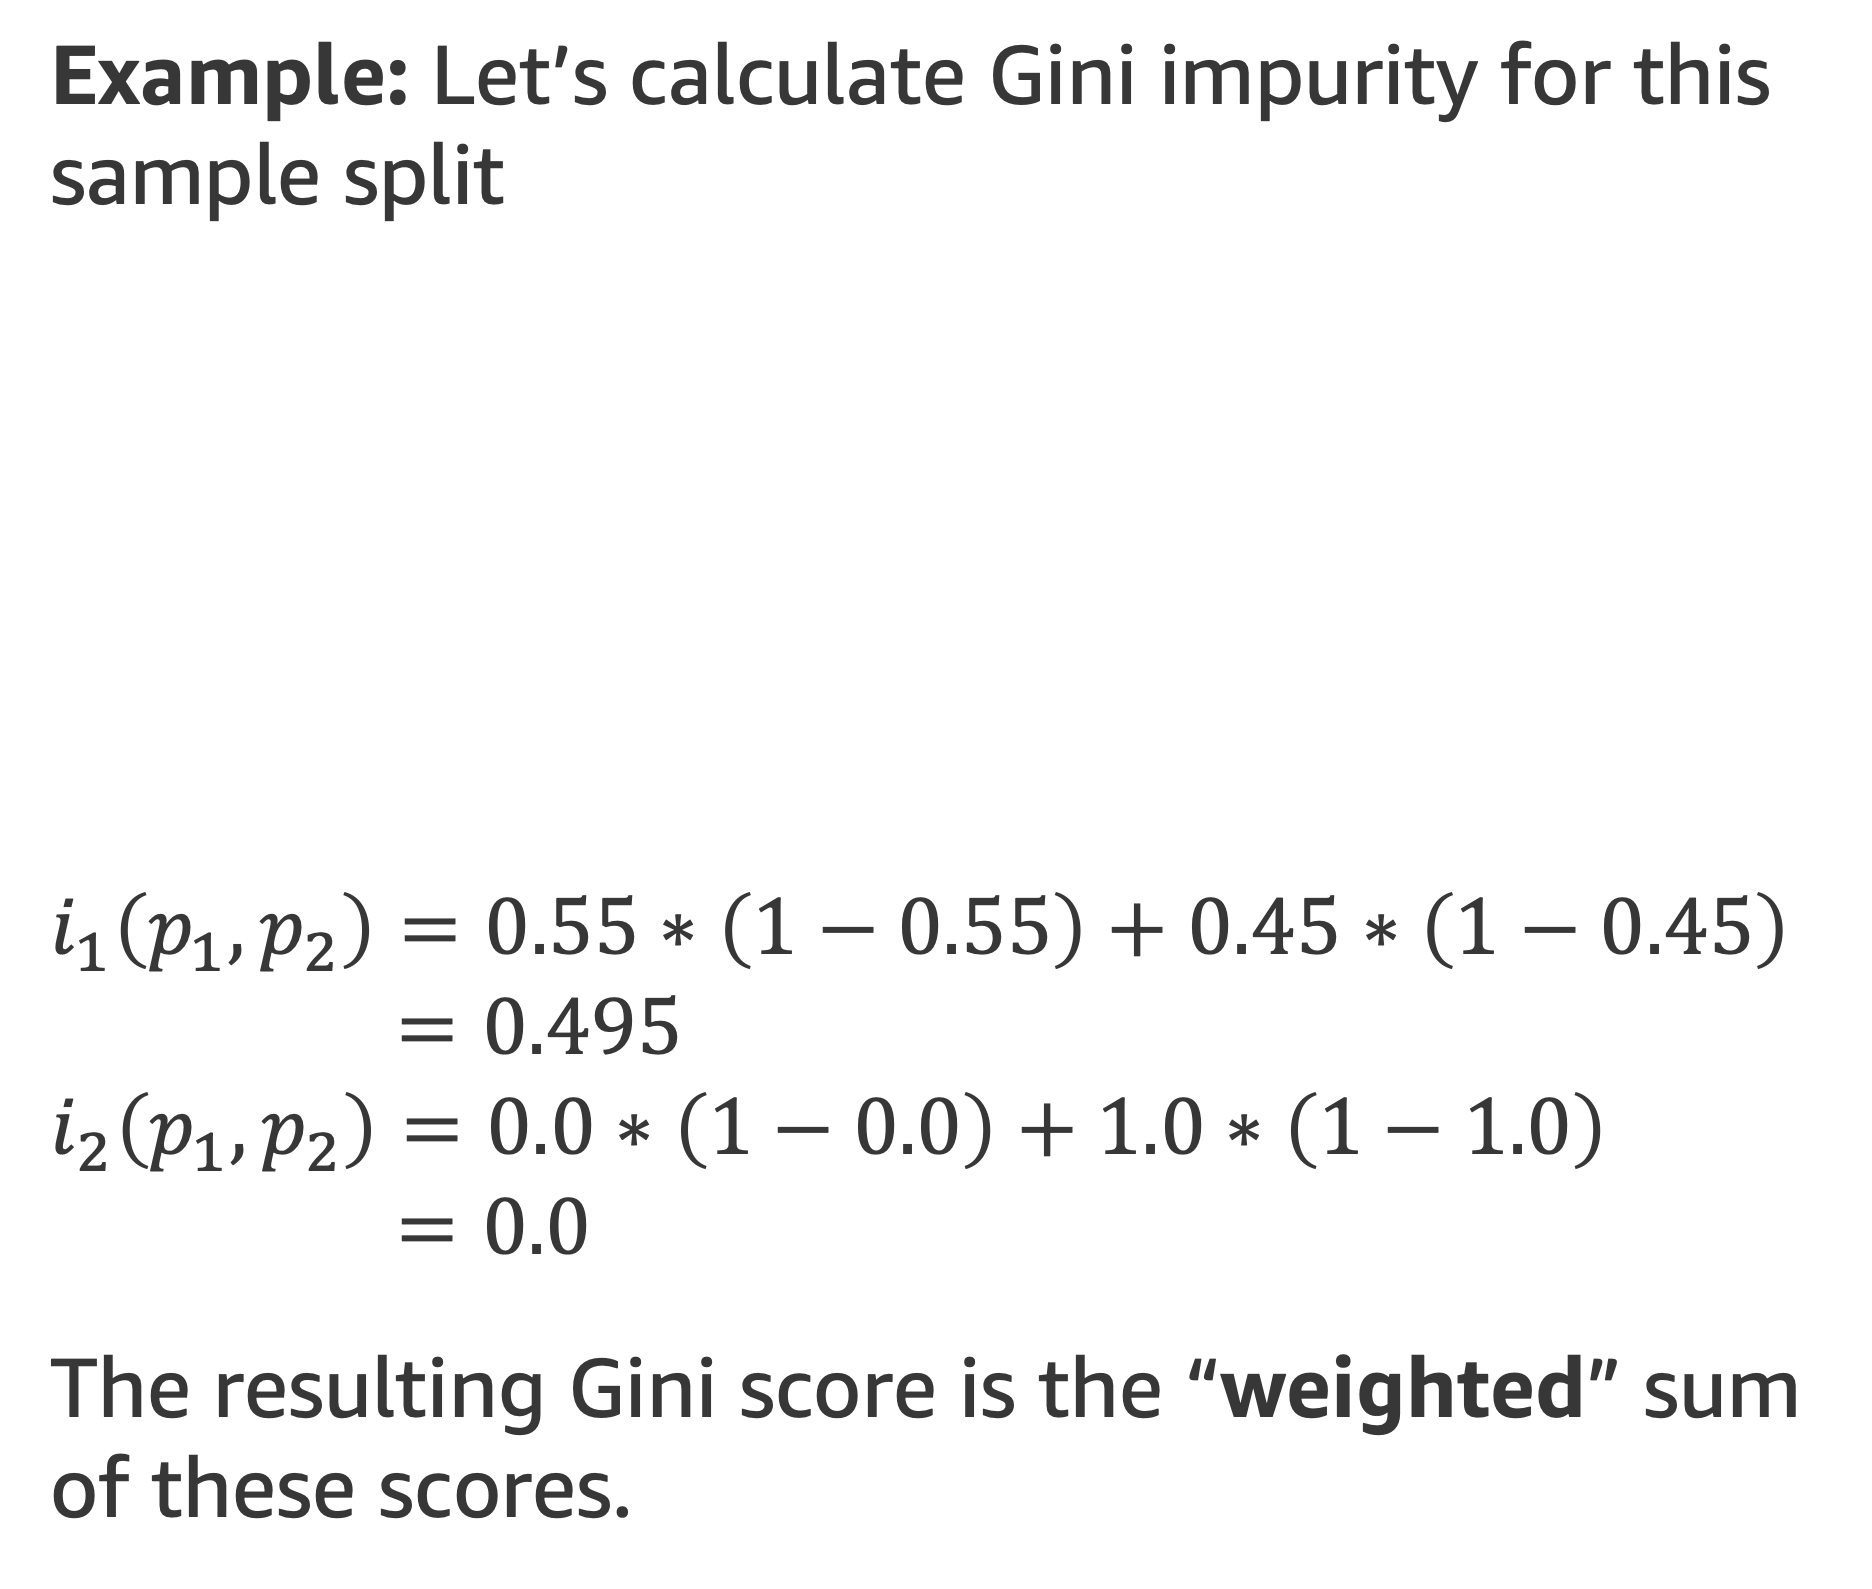 Example: Let’s calculate Gini impurity for this
sample split
i₁(p₁, p₂) = 0.55 ∗ (1 − 0.55) + 0.45 ∗ (1 − 0.45)
= 0.495
i₂(p₁, p₂) = 0.0 ∗ (1 − 0.0) + 1.0 ∗ (1 − 1.0)
= 0.0
The resulting Gini score is the “weighted” sum
of these scores.